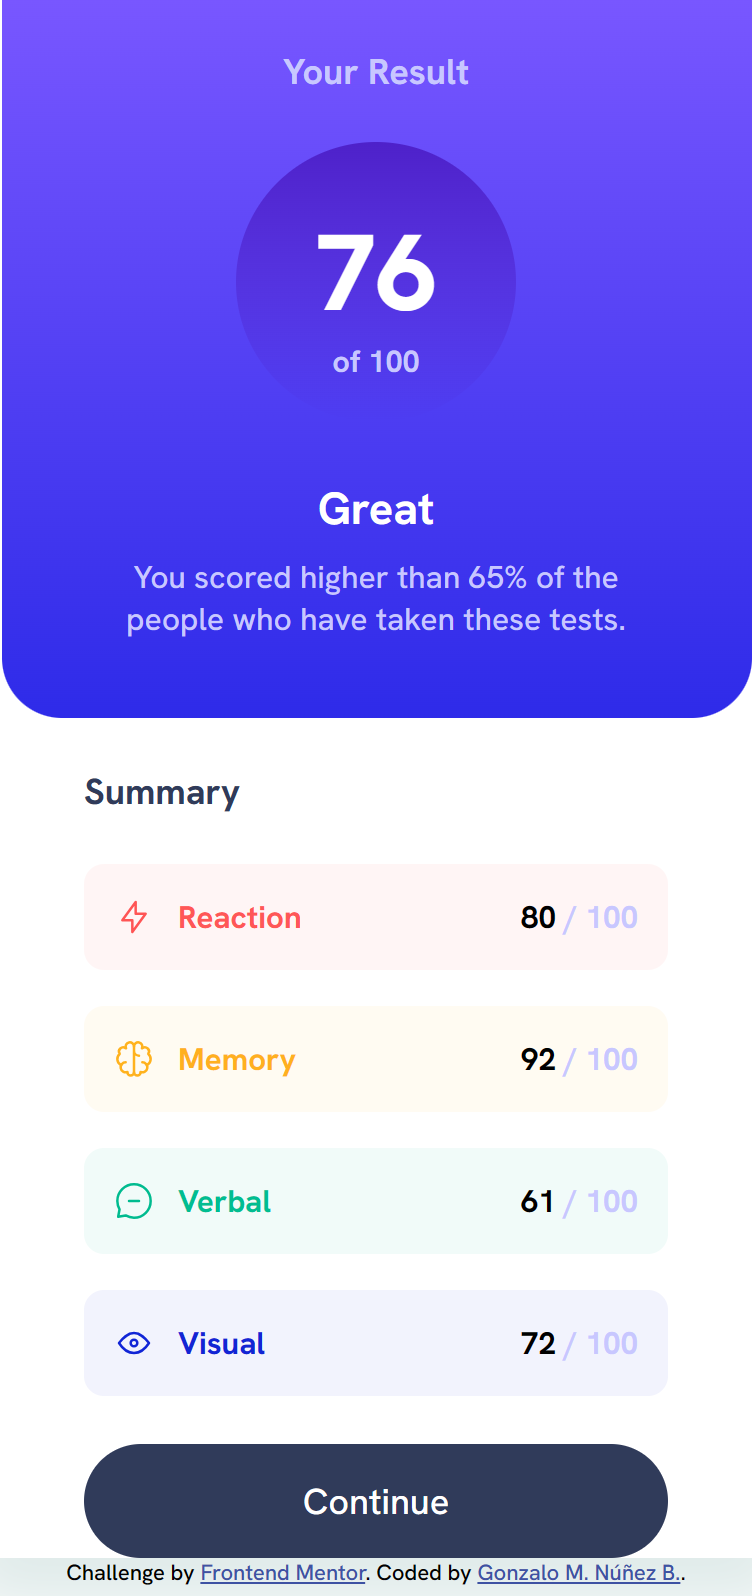 Your Result
76
of 100
Great
You scored higher than 65% of the
people who have taken these tests.
Summary
Reaction 80 / 100
Memory 92 / 100
Verbal 61 / 100
Visual 72 / 100
Continue
Challenge by Frontend Mentor. Coded by Gonzalo M. Núñez B..